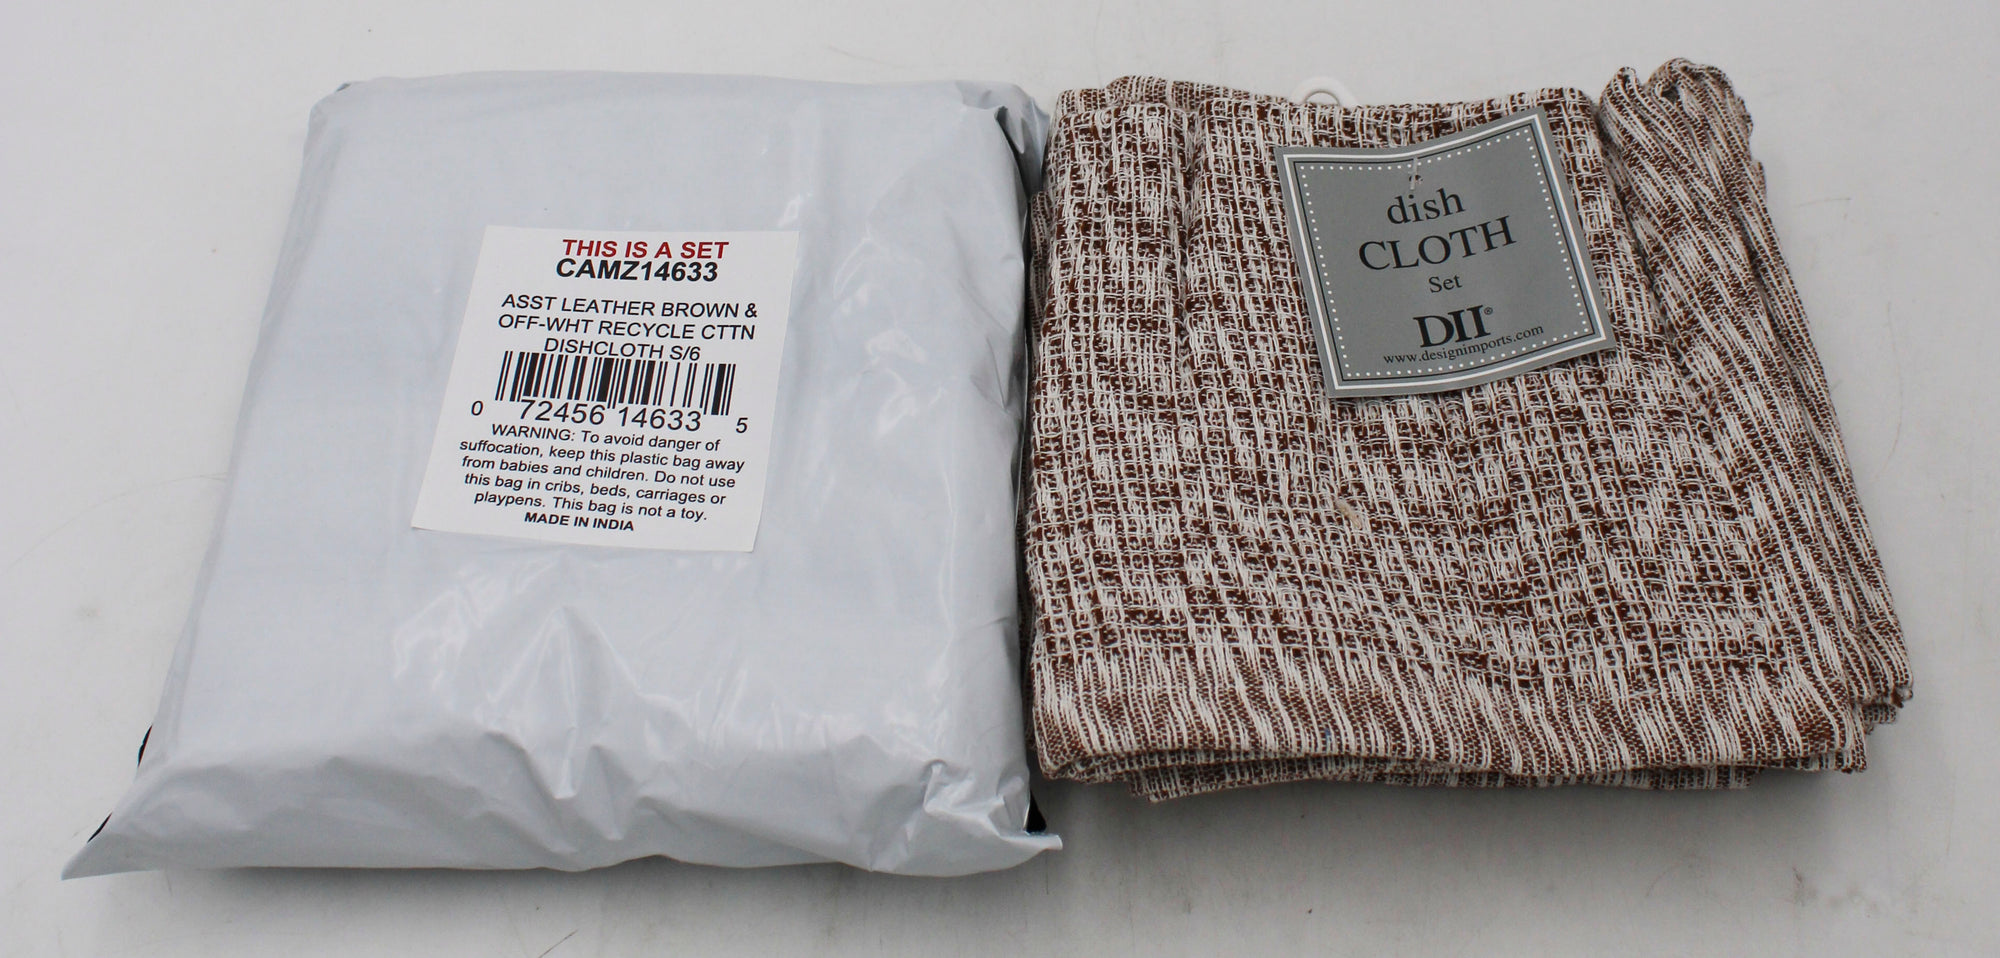 THIS IS A SET
CAMZ14633
ASST LEATHER BROWN &
OFF-WHT RECYCLE CTTN
DISHCLOTH S/6
0 72456 14633 5
WARNING: To avoid danger of
suffocation, keep this plastic bag away
from babies and children. Do not use
this bag in cribs, beds, carriages or
playpens. This bag is not a toy.
MADE IN INDIA
dish
CLOTH
Set
DII®
www.designimports.com